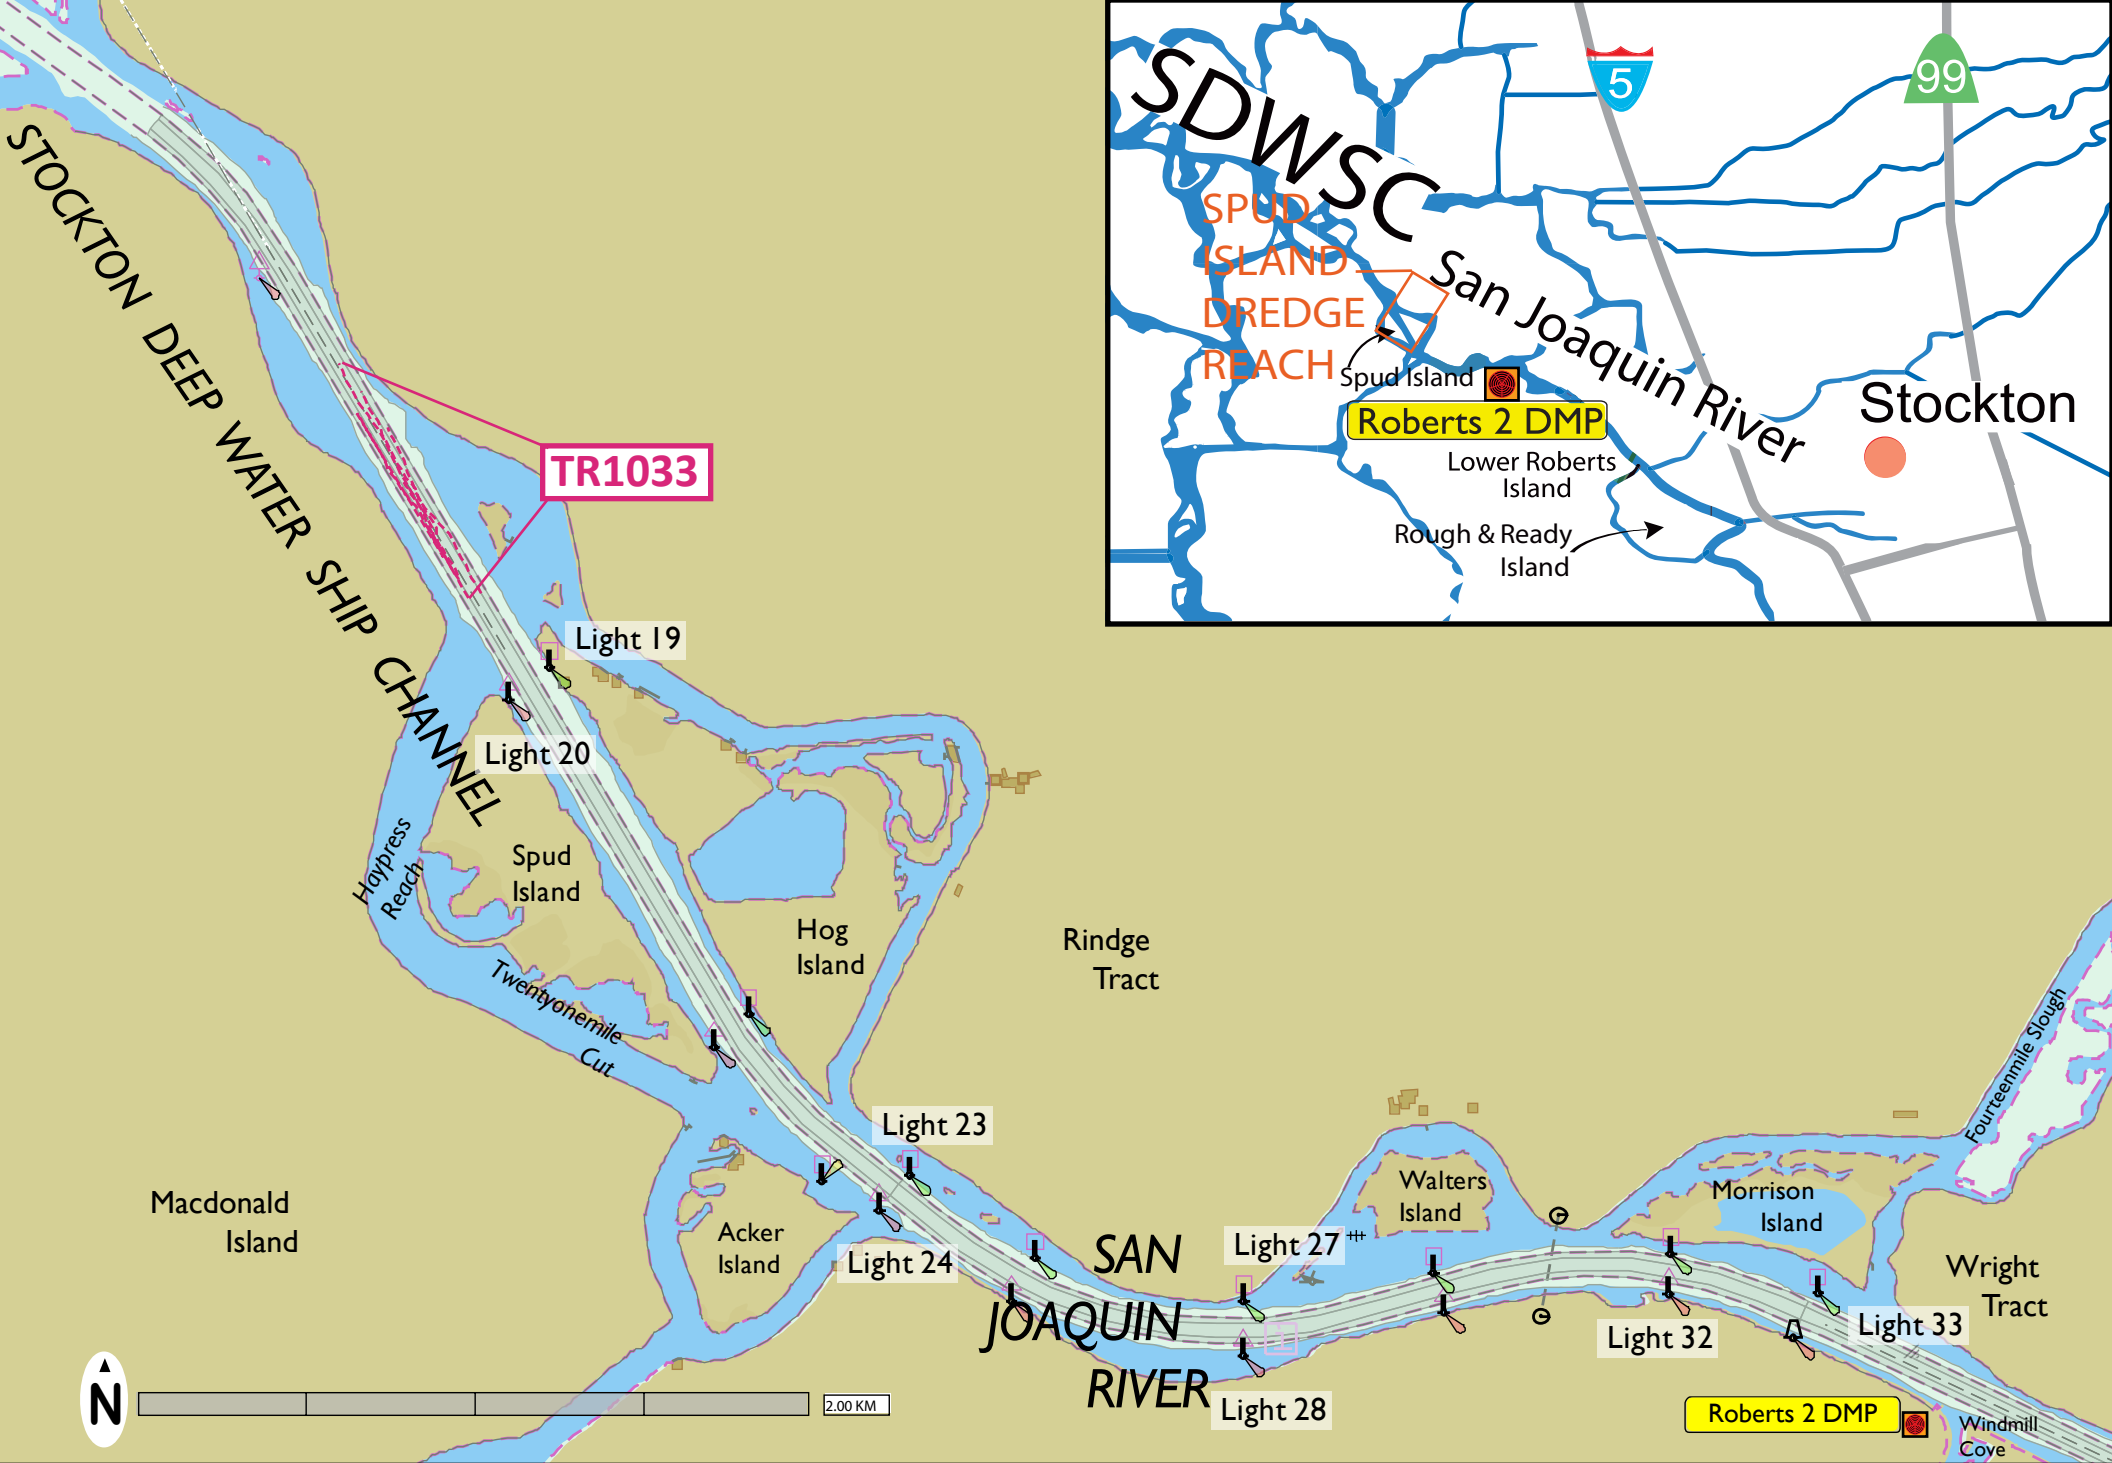 STOCKTON DEEP WATER SHIP CHANNEL
TR1033
Light 19
Light 20
Haypress
Reach
Spud
Island
Twentyonemile
Cut
Hog
Island
Rindge
Tract
Light 23
Light 24
Macdonald
Island
Acker
Island
SAN
JOAQUIN
RIVER
Light 27
Light 28
Walters
Island
Morrison
Island
Fourteenmile Slough
Wright
Tract
Light 32
Light 33
Roberts 2 DMP
Windmill
Cove
N
2.00 KM
SDWSC
5
99
SPUD
ISLAND
DREDGE
REACH
San Joaquin River
Spud Island
Roberts 2 DMP
Stockton
Lower Roberts
Island
Rough & Ready
Island